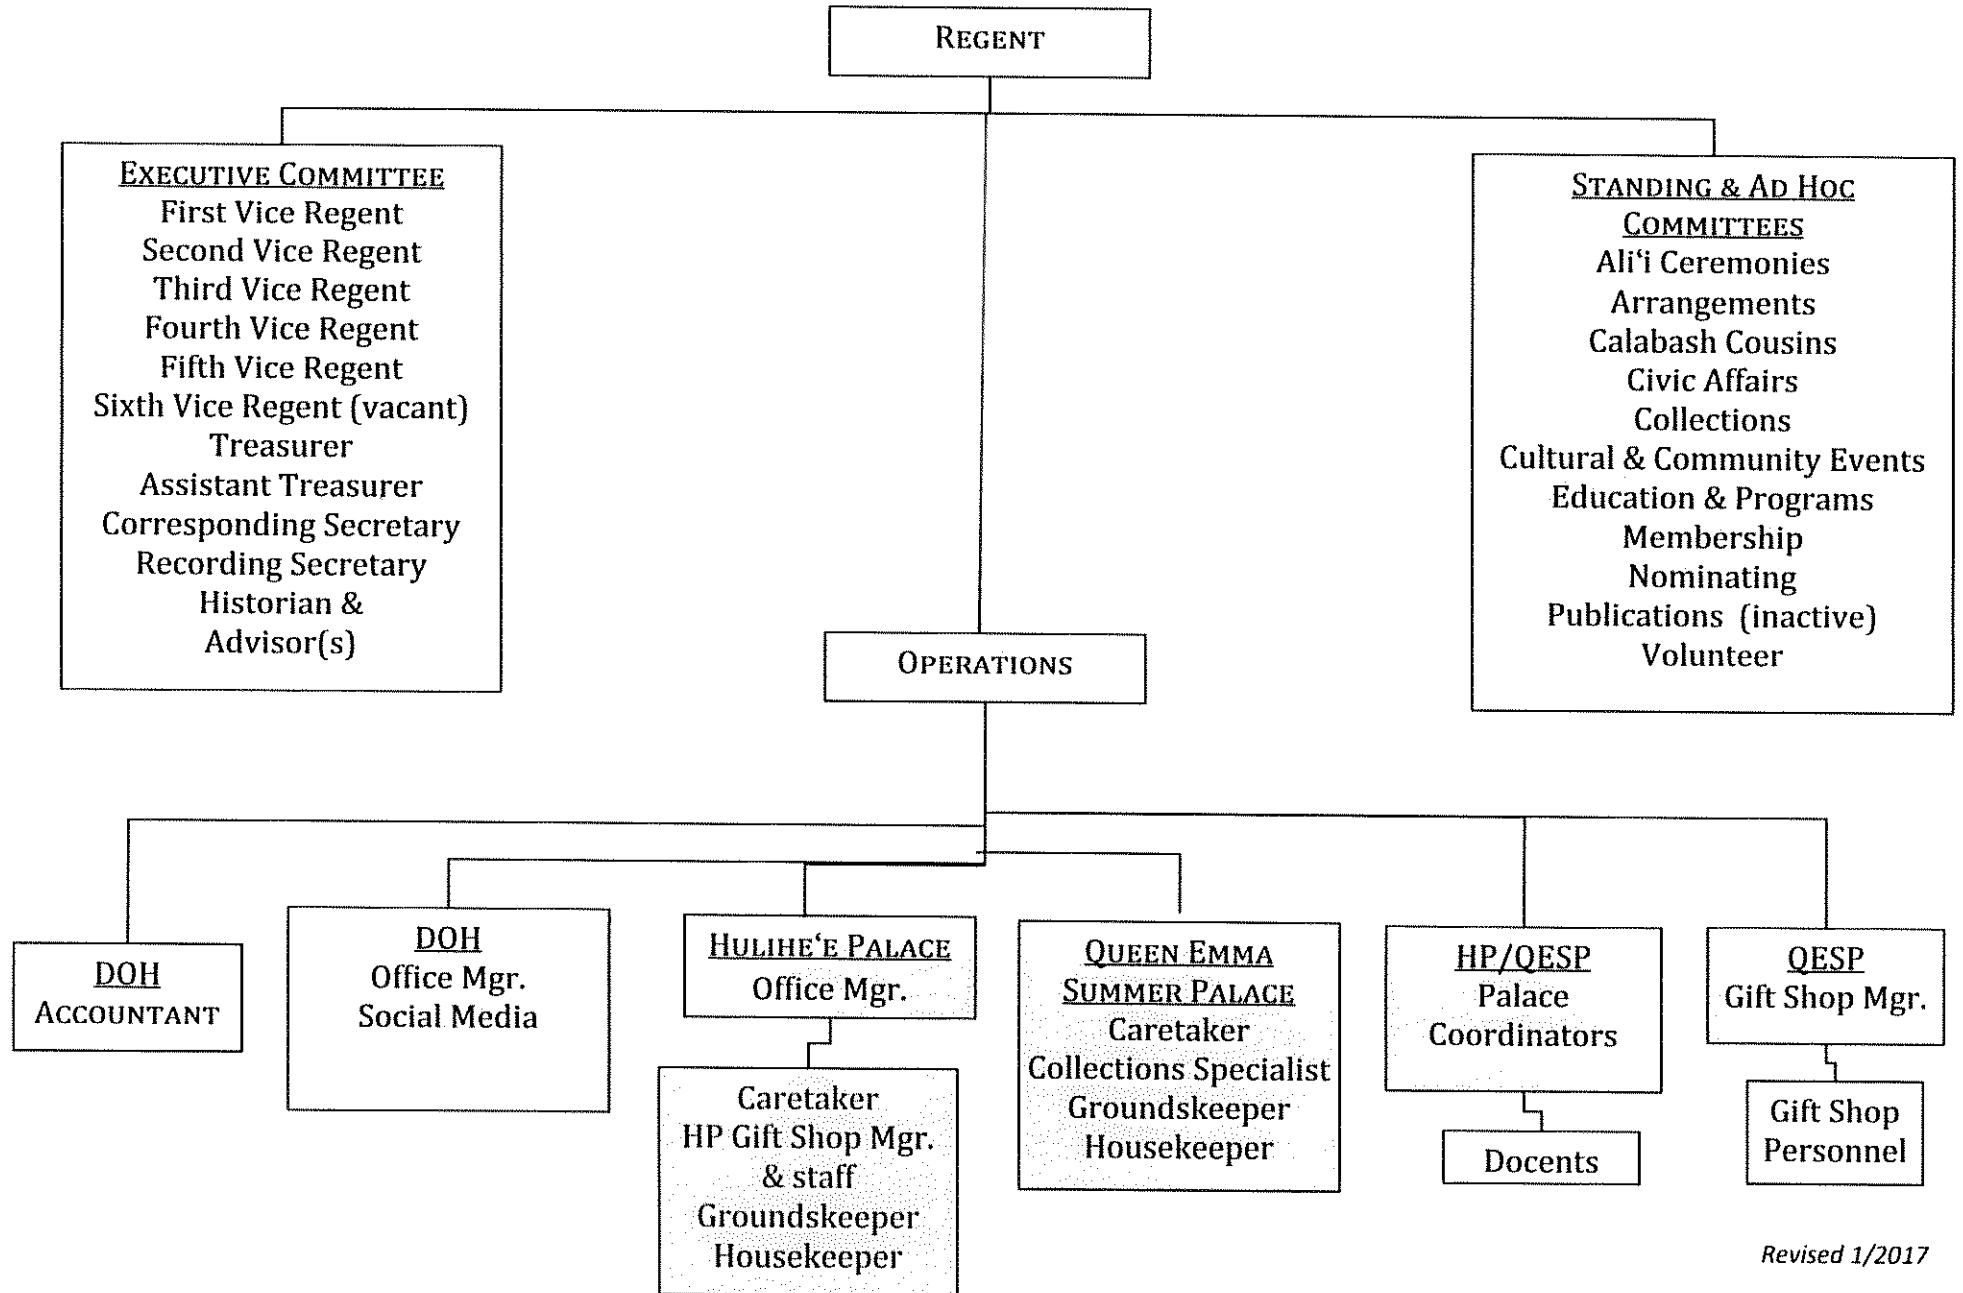 REGENT
EXECUTIVE COMMITTEE
First Vice Regent
Second Vice Regent
Third Vice Regent
Fourth Vice Regent
Fifth Vice Regent
Sixth Vice Regent (vacant)
Treasurer
Assistant Treasurer
Corresponding Secretary
Recording Secretary
Historian &
Advisor(s)
STANDING & AD HOC
COMMITTEES
Ali‘i Ceremonies
Arrangements
Calabash Cousins
Civic Affairs
Collections
Cultural & Community Events
Education & Programs
Membership
Nominating
Publications (inactive)
Volunteer
OPERATIONS
DOH
ACCOUNTANT
DOH
Office Mgr.
Social Media
HULIHE‘E PALACE
Office Mgr.
Caretaker
HP Gift Shop Mgr.
& staff
Groundskeeper
Housekeeper
QUEEN EMMA
SUMMER PALACE
Caretaker
Collections Specialist
Groundskeeper
Housekeeper
HP/QESP
Palace
Coordinators
Docents
QESP
Gift Shop Mgr.
Gift Shop
Personnel
Revised 1/2017